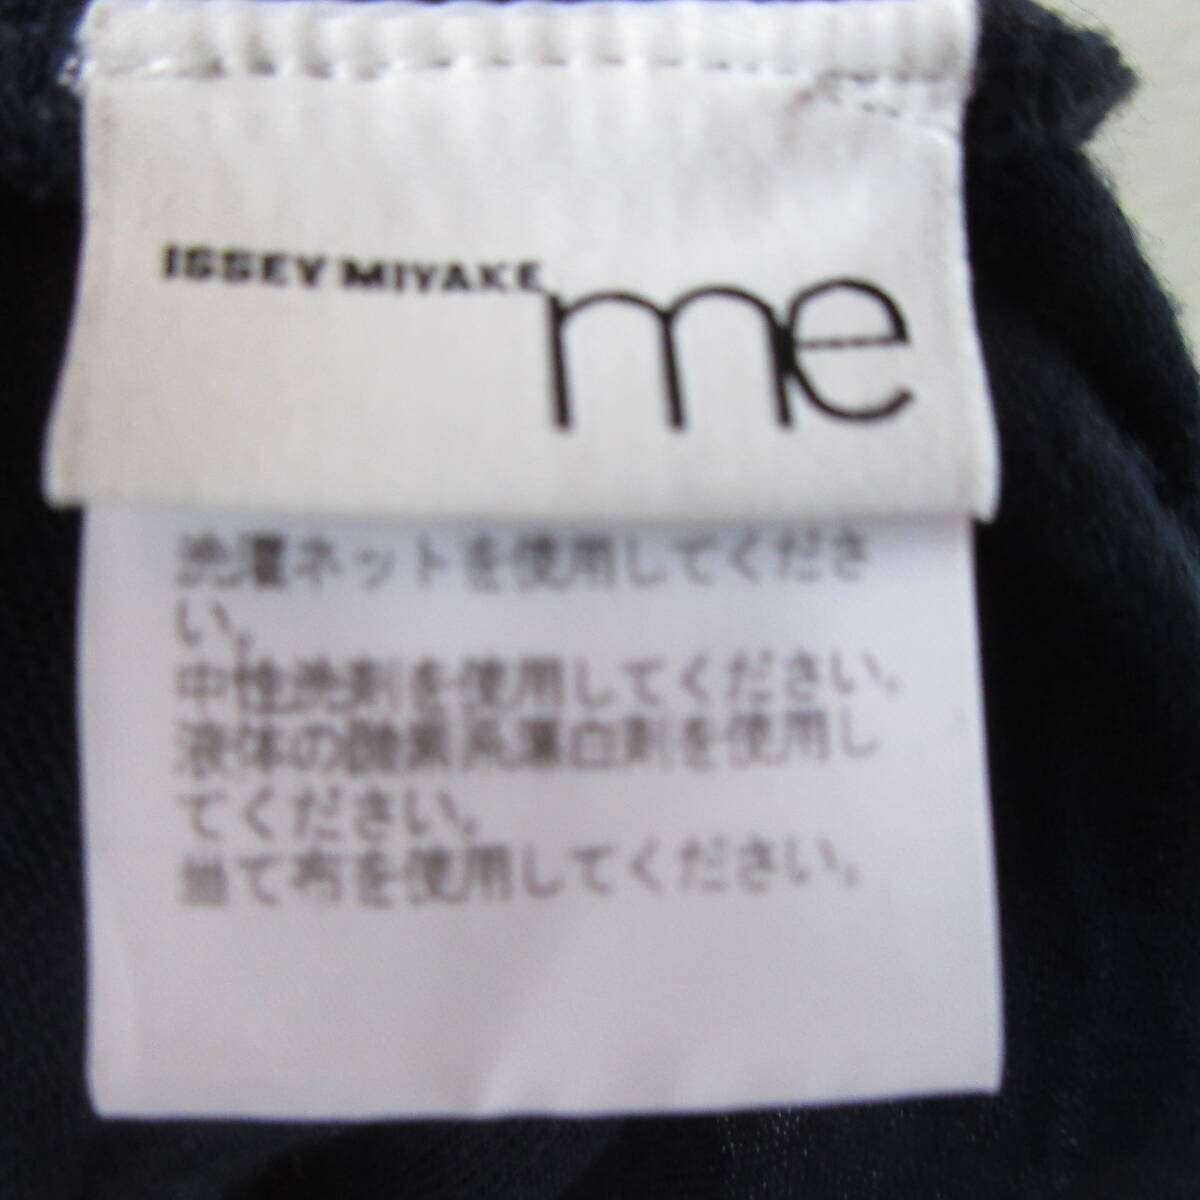 ISSEY MIYAKE
me
洗濯ネットを使用してくださ
い。
中性洗剤を使用してください。
液体の酸素系漂白剤を使用し
てください。
当て布を使用してください。